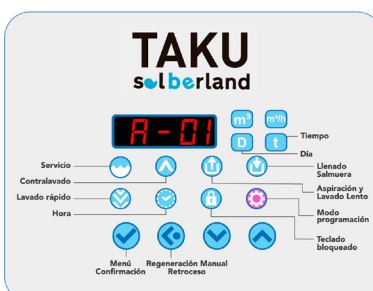 TAKU
solberland
A-01
m³
m³/h
D
t
Tiempo
Día
Servicio
Contralavado
Lavado rápido
Hora
Llenado
Salmuera
Aspiración y
Lavado Lento
Modo
programación
Teclado
bloqueado
Menú
Confirmación
Regeneración Manual
Retroceso